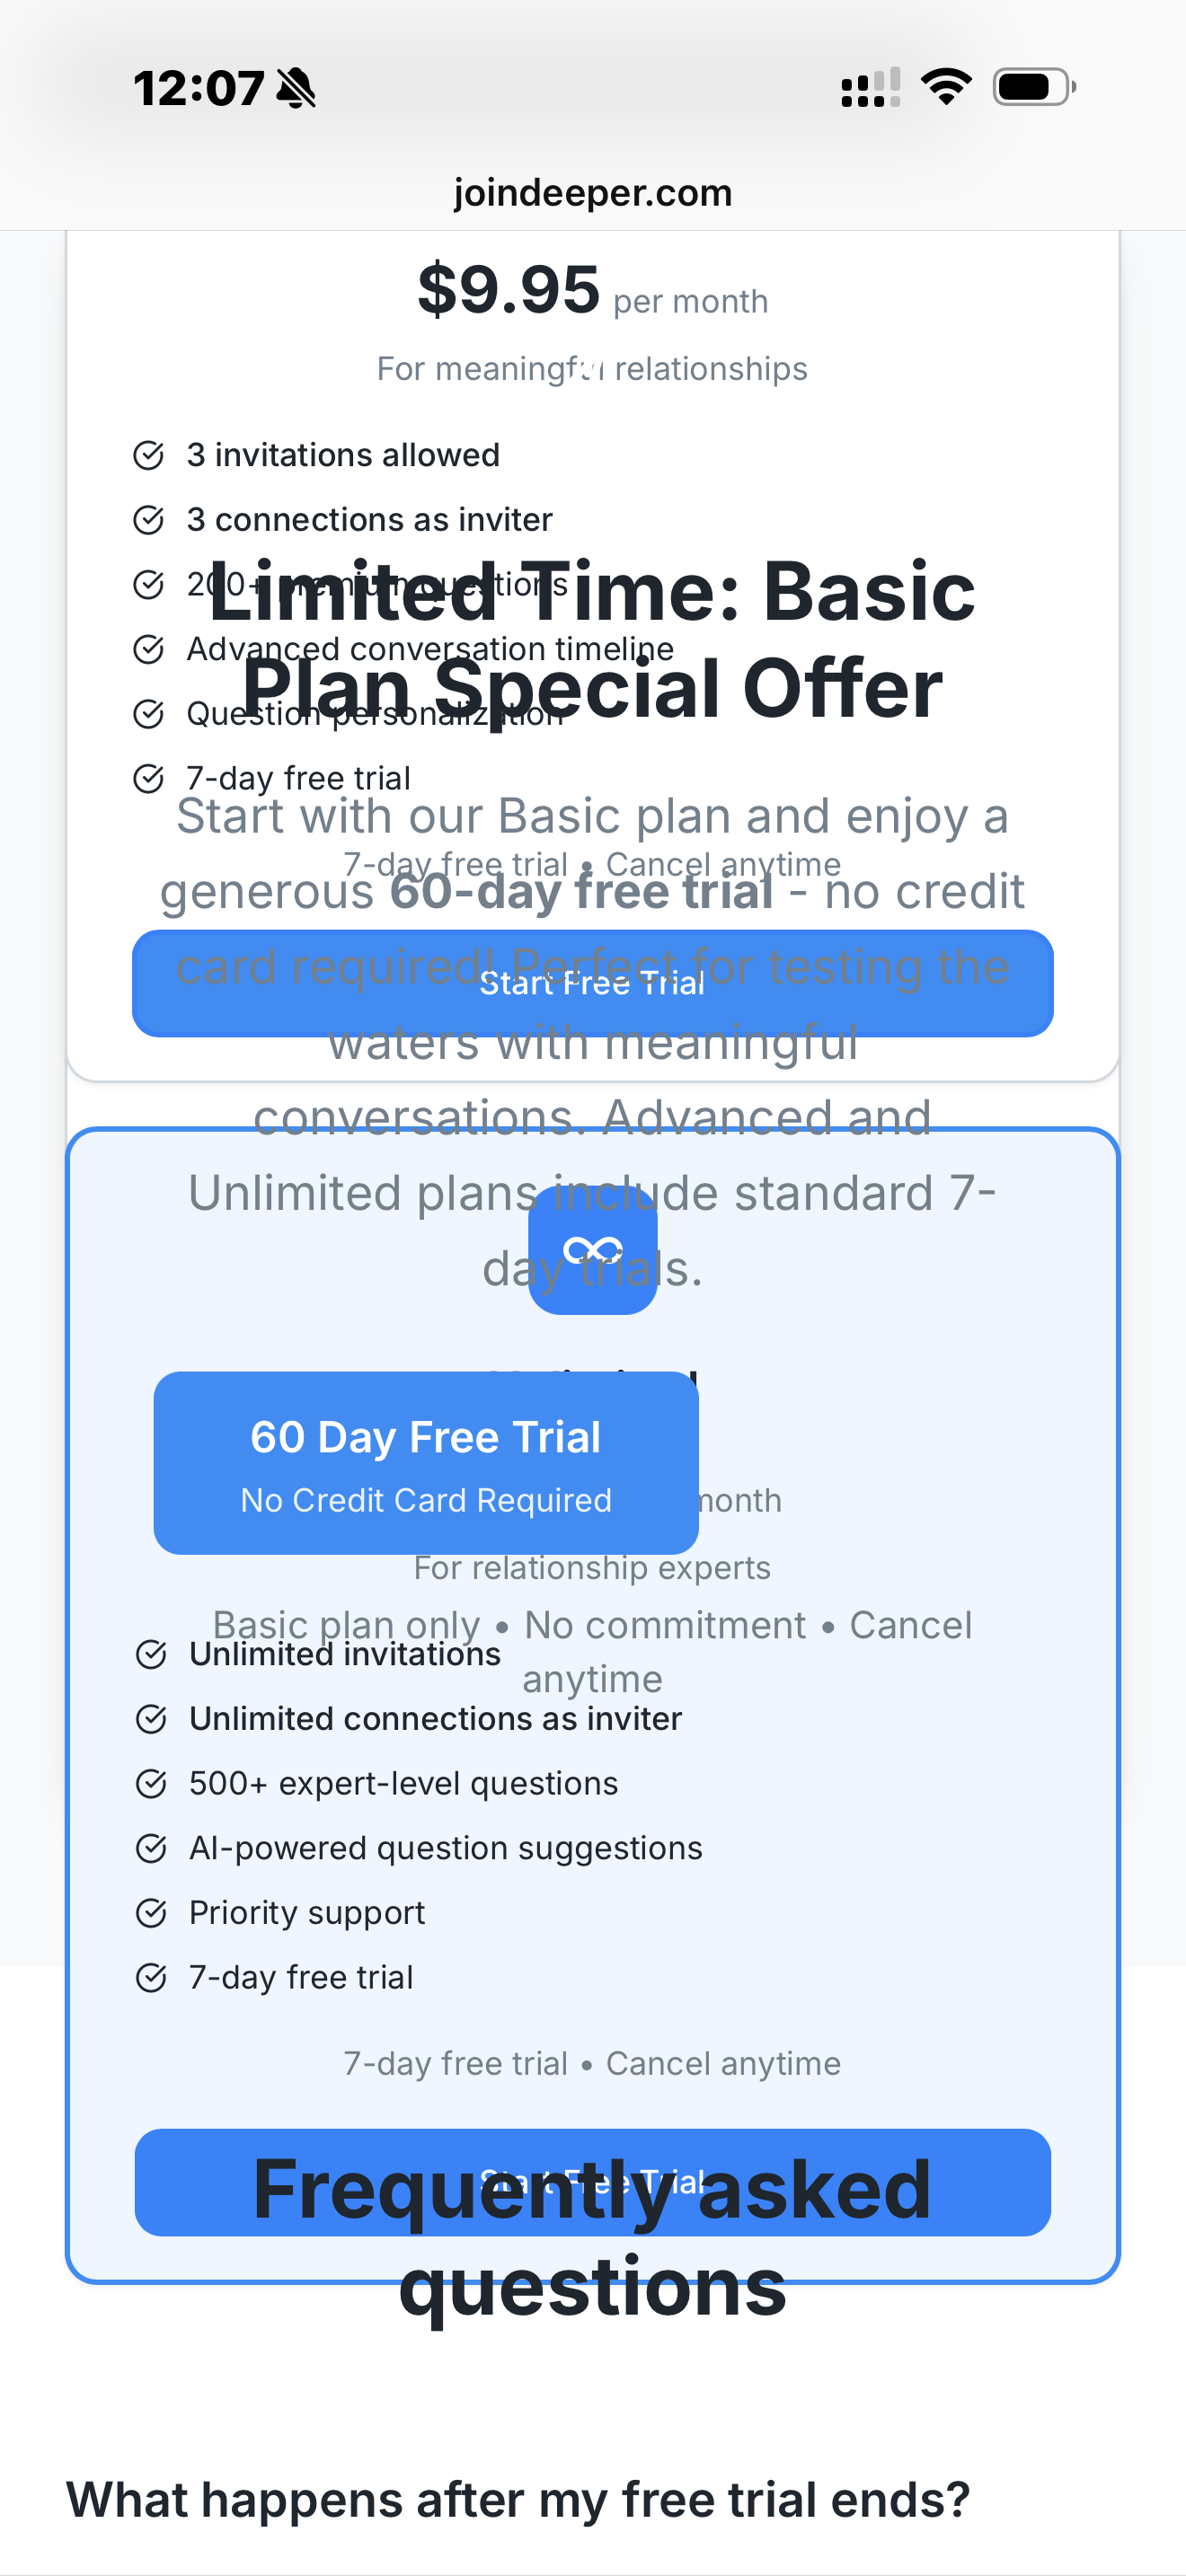 12:07
joindeeper.com
$9.95 per month
For meaningful relationships
3 invitations allowed
3 connections as inviter
200+ premium questions
Limited Time: Basic
Advanced conversation timeline
Plan Special Offer
Question personalization
7-day free trial
Start with our Basic plan and enjoy a
7-day free trial • Cancel anytime
generous 60-day free trial - no credit
card required! Perfect for testing the
Start Free Trial
waters with meaningful
conversations. Advanced and
Unlimited plans include standard 7-
day trials.
60 Day Free Trial
No Credit Card Required
month
For relationship experts
Basic plan only • No commitment • Cancel
anytime
Unlimited invitations
Unlimited connections as inviter
500+ expert-level questions
AI-powered question suggestions
Priority support
7-day free trial
7-day free trial • Cancel anytime
Start Free Trial
Frequently asked
questions
What happens after my free trial ends?